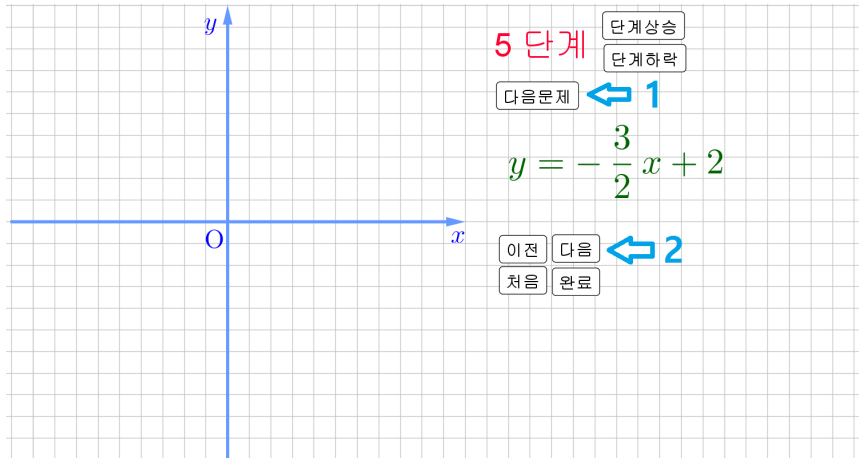 y
5 단계
단계상승
단계하락
다음문제
1
y = -\frac{3}{2} x + 2
O
x
이전 다음
2
처음 완료